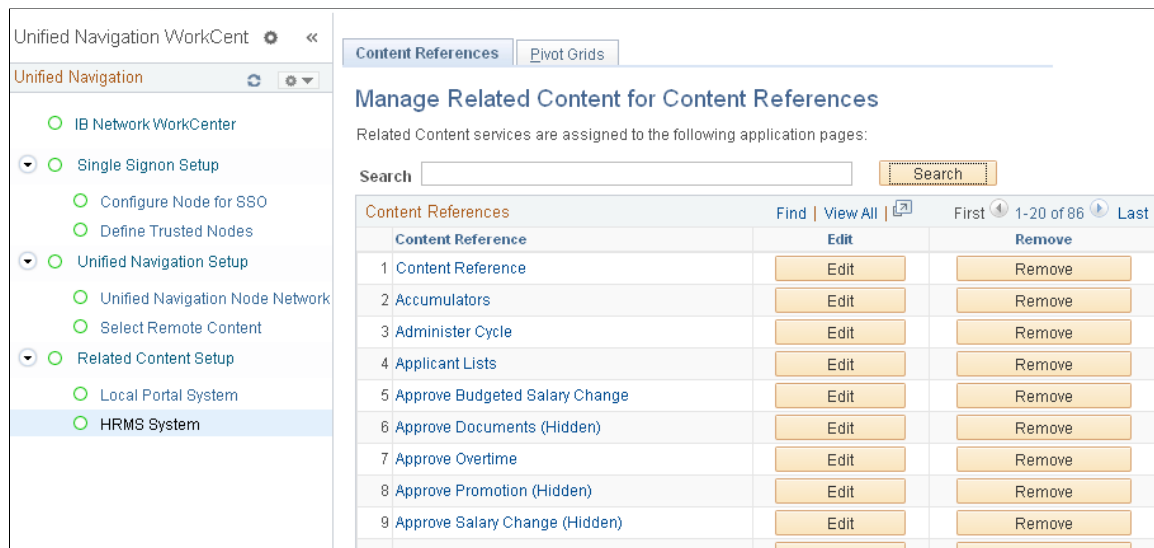 Unified Navigation WorkCent «
Unified Navigation
IB Network WorkCenter
Single Signon Setup
Configure Node for SSO
Define Trusted Nodes
Unified Navigation Setup
Unified Navigation Node Network
Select Remote Content
Related Content Setup
Local Portal System
HRMS System
Content References Pivot Grids
Manage Related Content for Content References
Related Content services are assigned to the following application pages:
Search Search
Content References Find | View All | First 1-20 of 86 Last
Content Reference Edit Remove
1 Content Reference Edit Remove
2 Accumulators Edit Remove
3 Administer Cycle Edit Remove
4 Applicant Lists Edit Remove
5 Approve Budgeted Salary Change Edit Remove
6 Approve Documents (Hidden) Edit Remove
7 Approve Overtime Edit Remove
8 Approve Promotion (Hidden) Edit Remove
9 Approve Salary Change (Hidden) Edit Remove